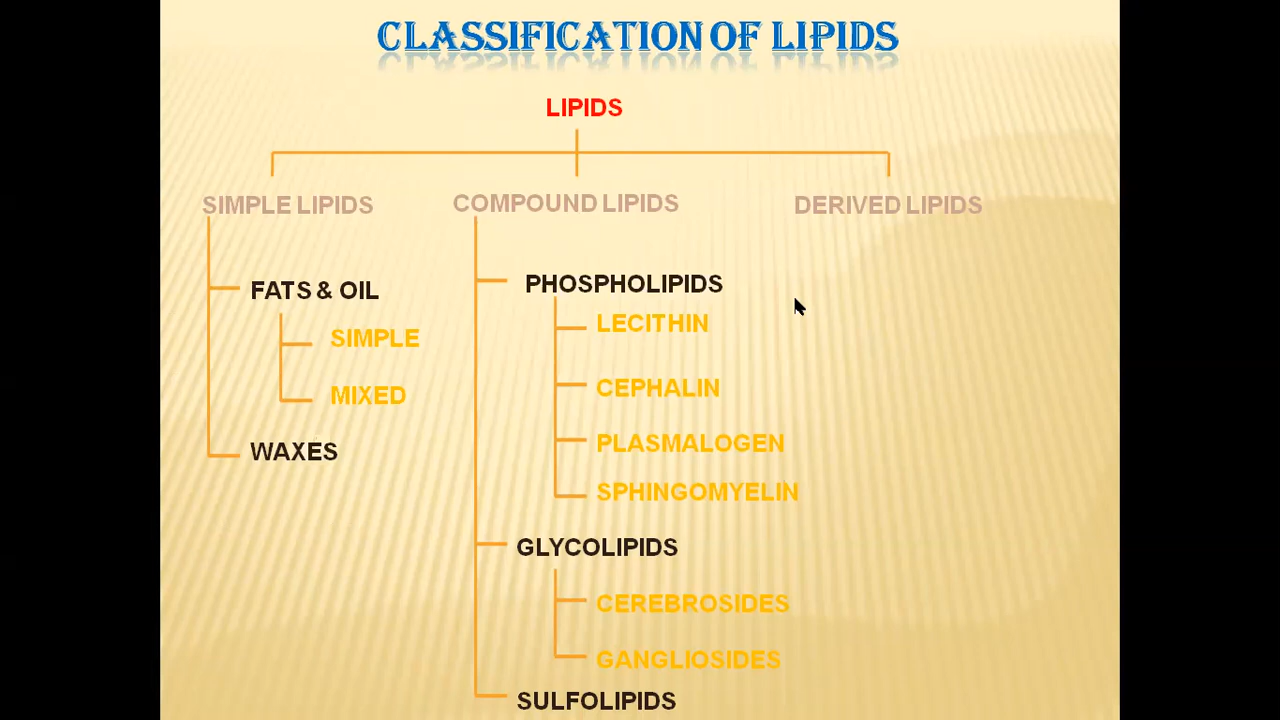 CLASSIFICATION OF LIPIDS
LIPIDS
SIMPLE LIPIDS
COMPOUND LIPIDS
DERIVED LIPIDS
FATS & OIL
SIMPLE
MIXED
WAXES
PHOSPHOLIPIDS
LECITHIN
CEPHALIN
PLASMALOGEN
SPHINGOMYELIN
GLYCOLIPIDS
CEREBROSIDES
GANGLIOSIDES
SULFOLIPIDS